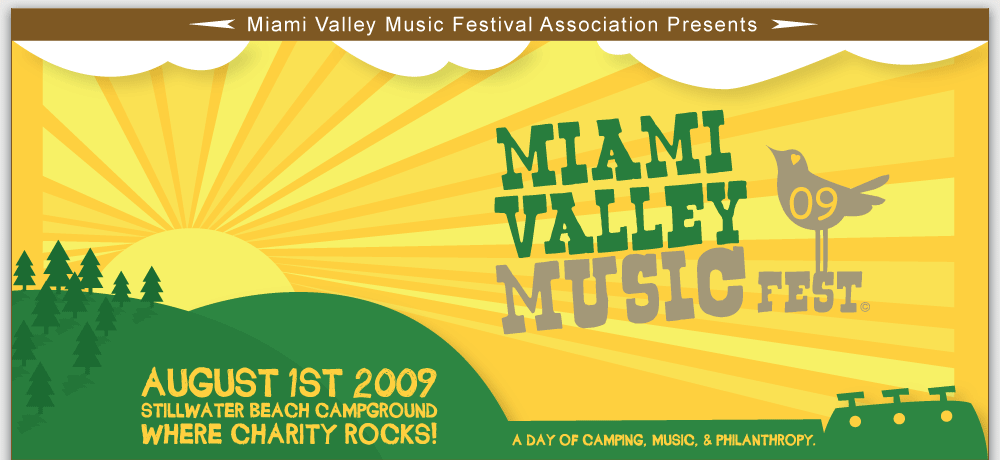 Miami Valley Music Festival Association Presents
MIAMI
VALLEY
MUSIC FEST©
09
AUGUST 1ST 2009
STILLWATER BEACH CAMPGROUND
WHERE CHARITY ROCKS!
A DAY OF CAMPING, MUSIC, & PHILANTHROPY.